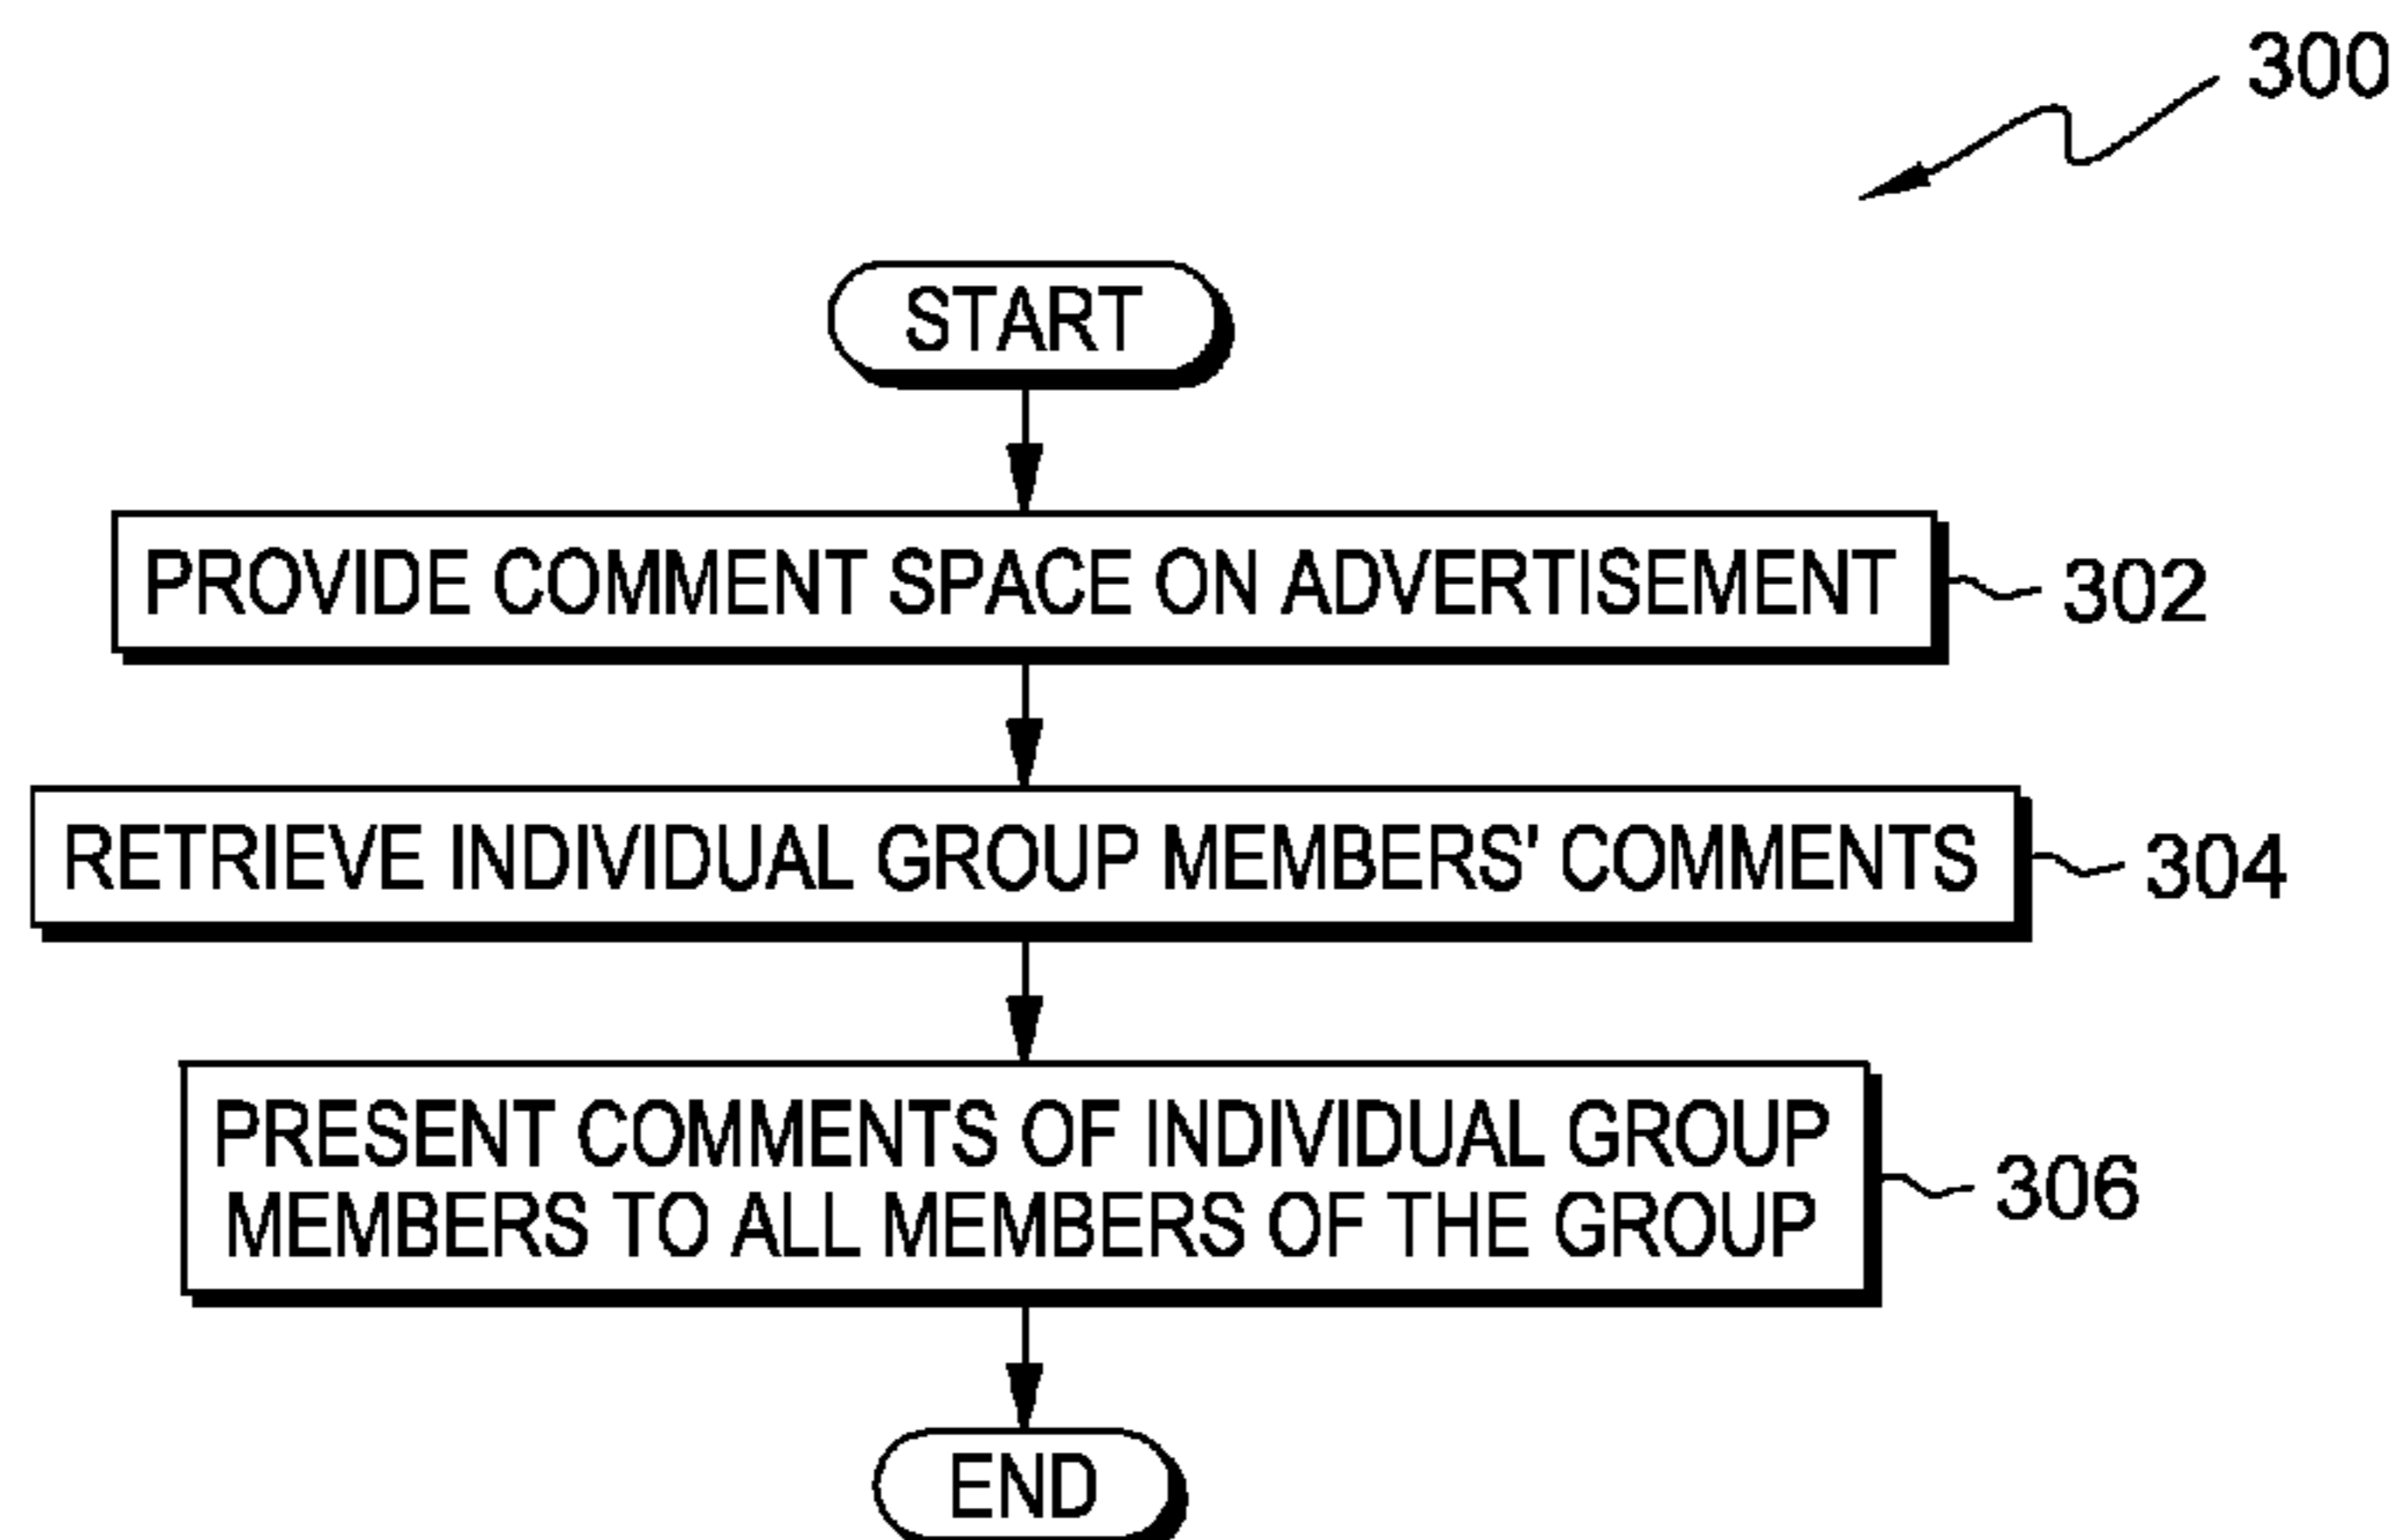 300
START
PROVIDE COMMENT SPACE ON ADVERTISEMENT
302
RETRIEVE INDIVIDUAL GROUP MEMBERS' COMMENTS
304
PRESENT COMMENTS OF INDIVIDUAL GROUP
MEMBERS TO ALL MEMBERS OF THE GROUP
306
END